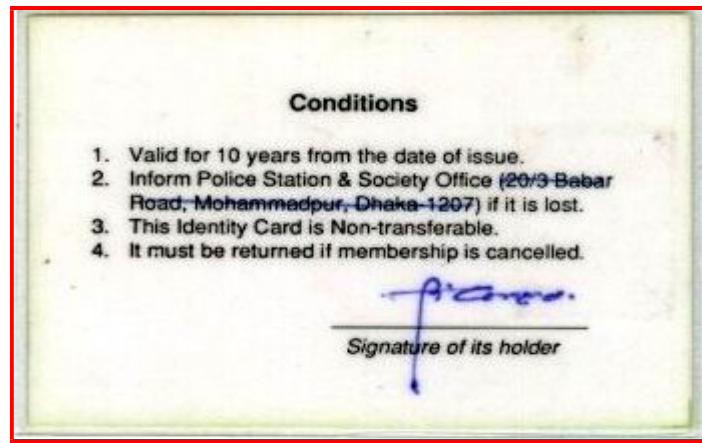 Conditions
1. Valid for 10 years from the date of issue.
2. Inform Police Station & Society Office (20/3 Babar
Road, Mohammadpur, Dhaka-1207) if it is lost.
3. This Identity Card is Non-transferable.
4. It must be returned if membership is cancelled.
Signature of its holder